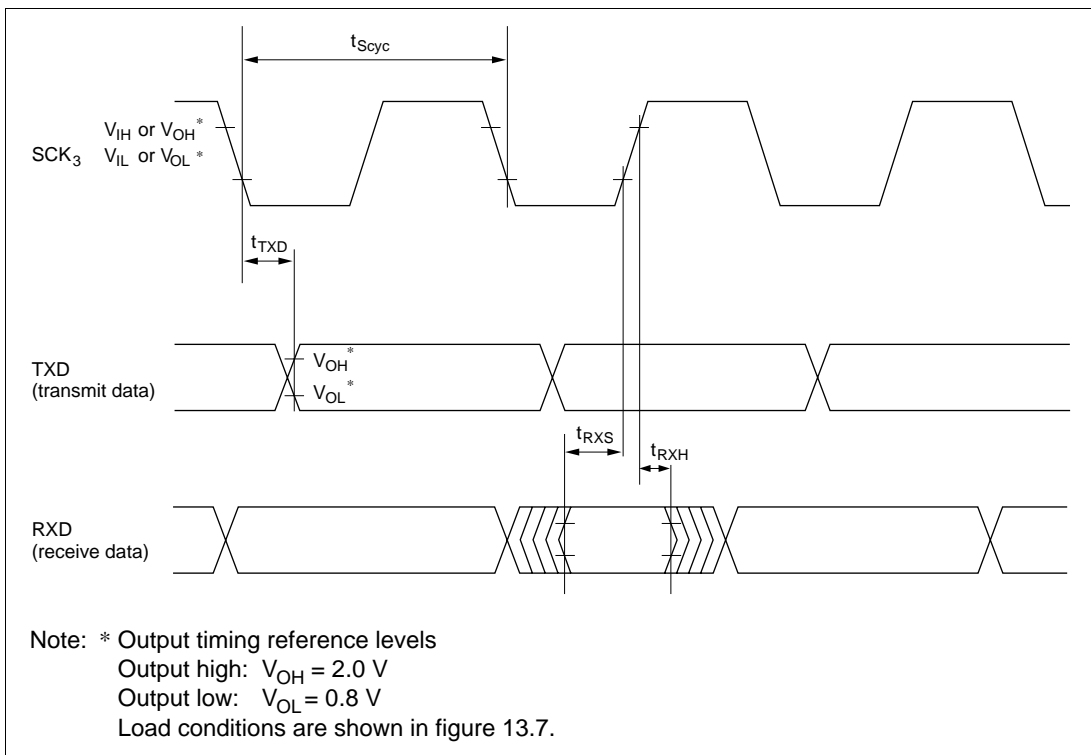 tScyc
VIH or VOH*
SCK3 VIL or VOL*
tTXD
TXD
(transmit data)
VOH*
VOL*
tRXS
tRXH
RXD
(receive data)
Note: * Output timing reference levels
Output high: VOH = 2.0 V
Output low: VOL = 0.8 V
Load conditions are shown in figure 13.7.